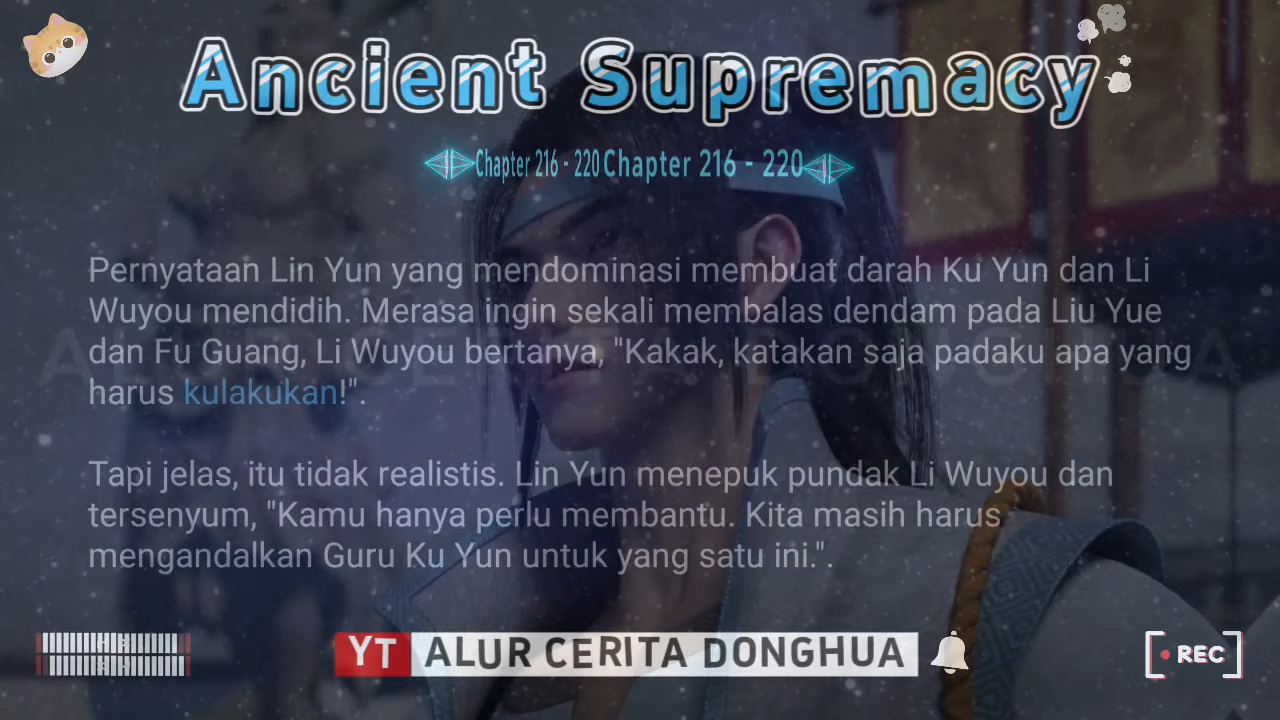 Ancient Supremacy
Chapter 216 - 220 Chapter 216 - 220
Pernyataan Lin Yun yang mendominasi membuat darah Ku Yun dan Li
Wuyou mendidih. Merasa ingin sekali membalas dendam pada Liu Yue
dan Fu Guang, Li Wuyou bertanya, "Kakak, katakan saja padaku apa yang
harus kulakukan!".
Tapi jelas, itu tidak realistis. Lin Yun menepuk pundak Li Wuyou dan
tersenyum, "Kamu hanya perlu membantu. Kita masih harus
mengandalkan Guru Ku Yun untuk yang satu ini.".
YT ALUR CERITA DONGHUA
REC